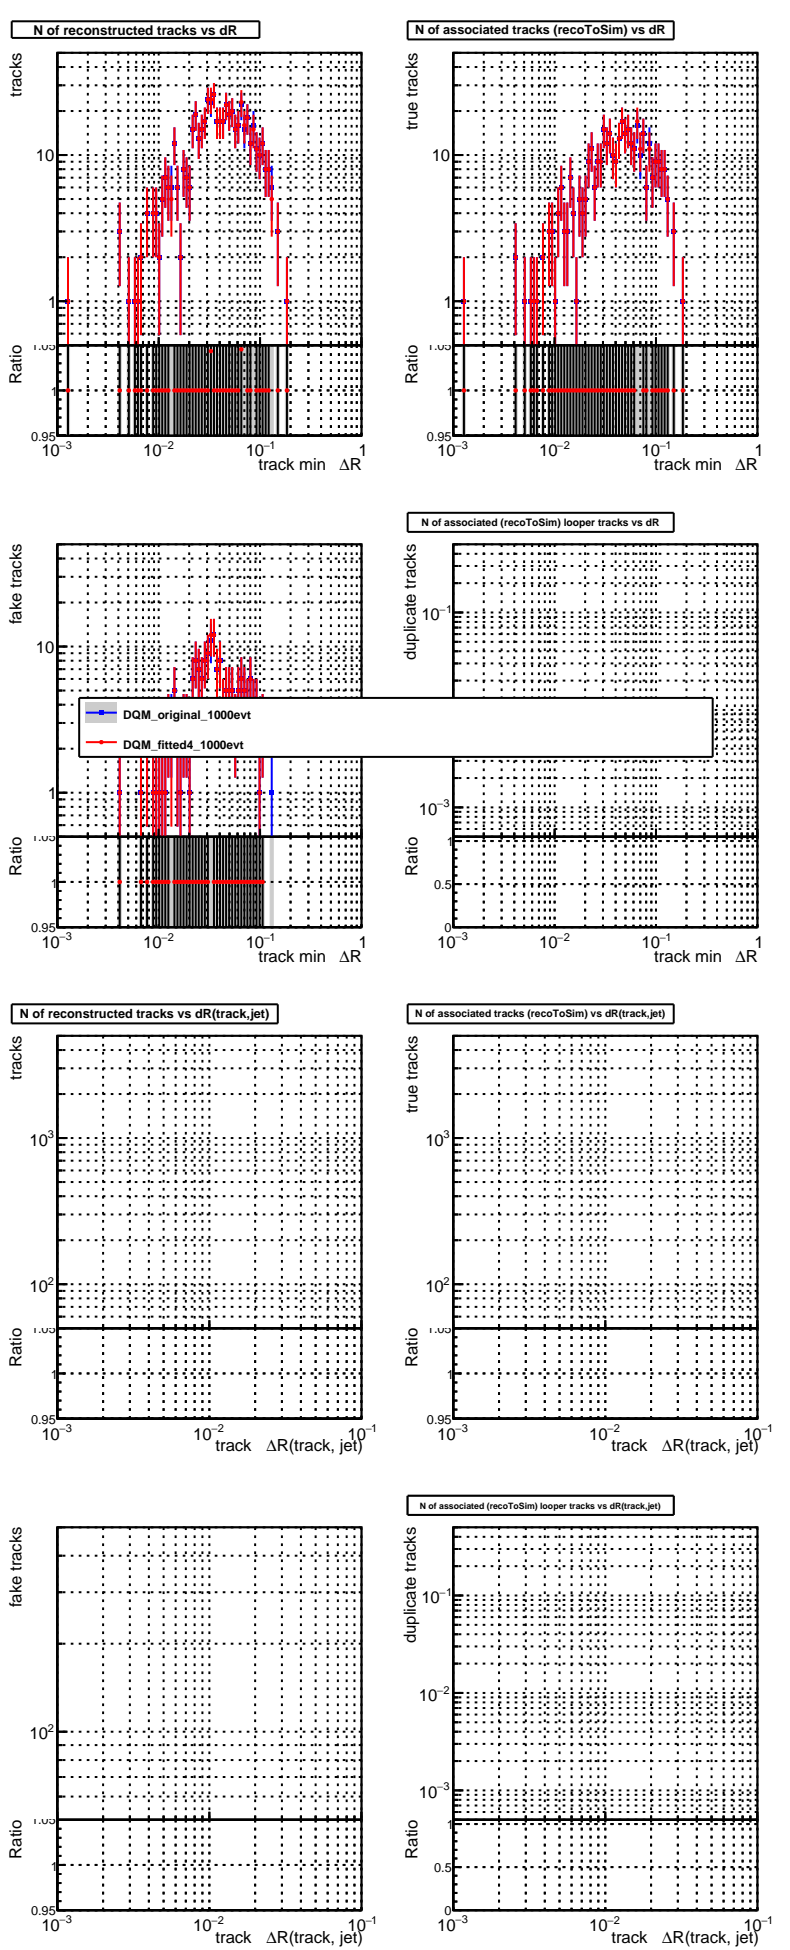 N of reconstructed tracks vs dR
tracks
10
1
1.05
Ratio
1
0.95
10⁻³ 10⁻² 10⁻¹ 1
track min ΔR
N of associated tracks (recoToSim) vs dR
true tracks
10
1
1.05
Ratio
1
0.95
10⁻³ 10⁻² 10⁻¹ 1
track min ΔR
fake tracks
10
1
1.05
Ratio
1
0.95
10⁻³ 10⁻² 10⁻¹ 1
track min ΔR
N of associated (recoToSim) looper tracks vs dR
duplicate tracks
10⁻¹
10⁻³
1
Ratio
0.5
0
10⁻³ 10⁻² 10⁻¹ 1
track min ΔR
DQM_original_1000evt
DQM_fitted4_1000evt
N of reconstructed tracks vs dR(track,jet)
tracks
10³
10²
1.05
Ratio
1
0.95
10⁻³ 10⁻² 10⁻¹
track ΔR(track, jet)
N of associated tracks (recoToSim) vs dR(track,jet)
true tracks
10³
10²
1.05
Ratio
1
0.95
10⁻³ 10⁻² 10⁻¹
track ΔR(track, jet)
fake tracks
10²
1.05
Ratio
1
0.95
10⁻³ 10⁻² 10⁻¹
track ΔR(track, jet)
N of associated (recoToSim) looper tracks vs dR(track,jet)
duplicate tracks
10⁻¹
10⁻²
10⁻³
1
Ratio
0.5
0
10⁻³ 10⁻² 10⁻¹
track ΔR(track, jet)